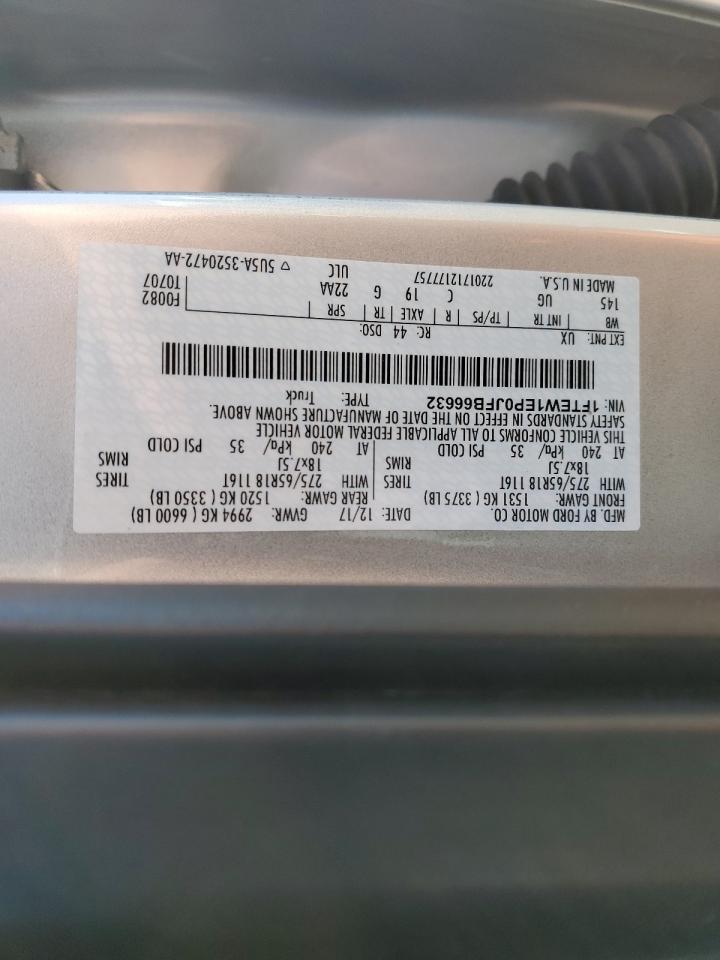 MFD. BY FORD MOTOR CO.
DATE: 12/17 GVWR: 2994 KG ( 6600 LB)
FRONT GAWR: 1531 KG ( 3375 LB) REAR GAWR: 1520 KG ( 3350 LB)
WITH 275/65R18 116T TIRES WITH 275/65R18 116T TIRES
18x7.5J RIMS 18x7.5J RIMS
AT 240 kPa/ 35 PSI COLD AT 240 kPa/ 35 PSI COLD
THIS VEHICLE CONFORMS TO ALL APPLICABLE FEDERAL MOTOR VEHICLE
SAFETY STANDARDS IN EFFECT ON THE DATE OF MANUFACTURE SHOWN ABOVE.
VIN: 1FTEW1EP0JFB66632 TYPE: Truck
EXT PNT: UX RC: 44 DSO:
WB INT TR TP/PS R AXLE TR SPR F0082
145 UG C 19 G 22AA T0707
MADE IN U.S.A. 220171217757 ULC 5U5A-3520472-AA